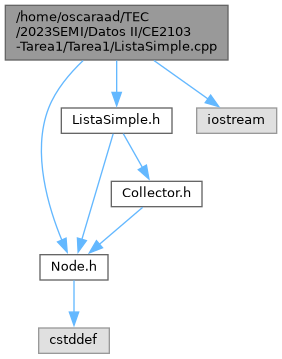 /home/oscaraad/TEC
/2023SEMI/Datos II/CE2103
-Tarea1/Tarea1/ListaSimple.cpp
ListaSimple.h
iostream
Collector.h
Node.h
cstddef